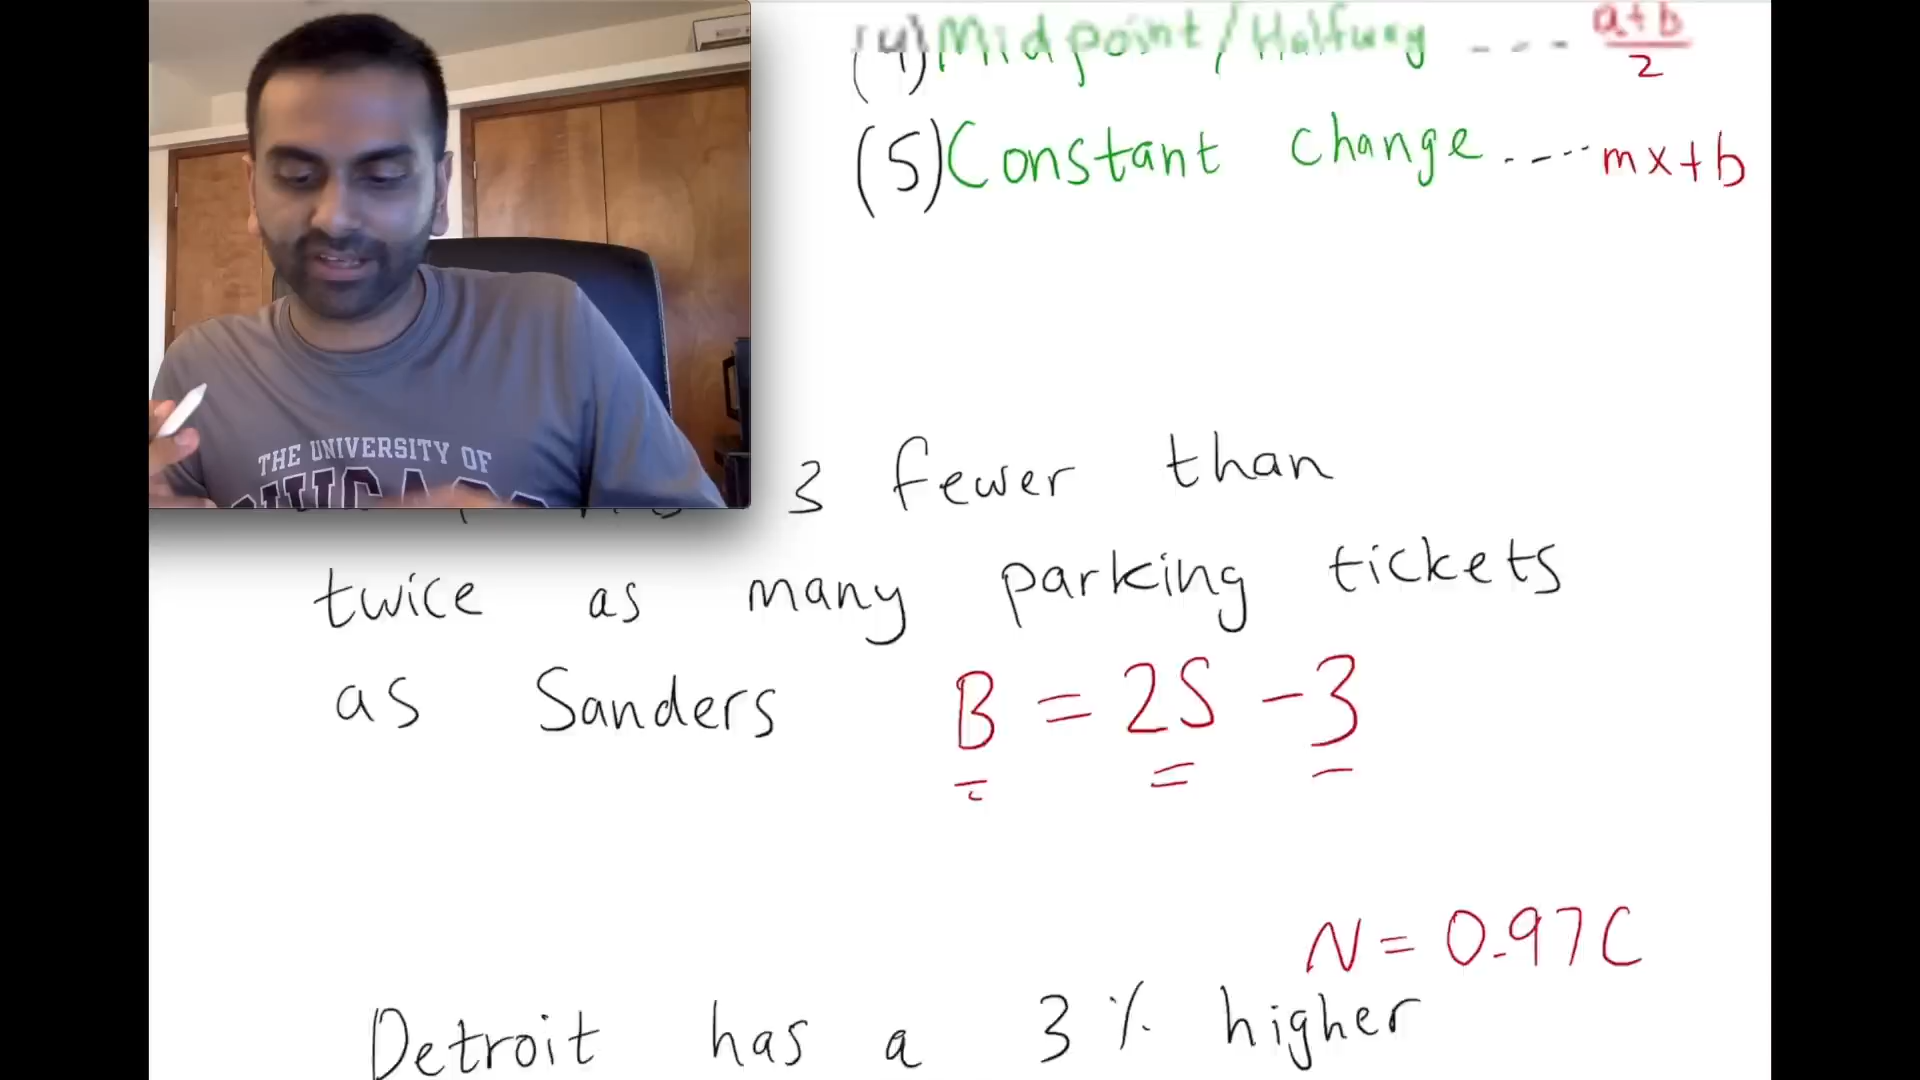 (4) Midpoint/Halfway ---- a+b
2
(5) Constant change ---- mx+b
THE UNIVERSITY OF
3 fewer than
twice as many parking tickets
as Sanders B = 2S - 3
N = 0.97C
Detroit has a 3% higher